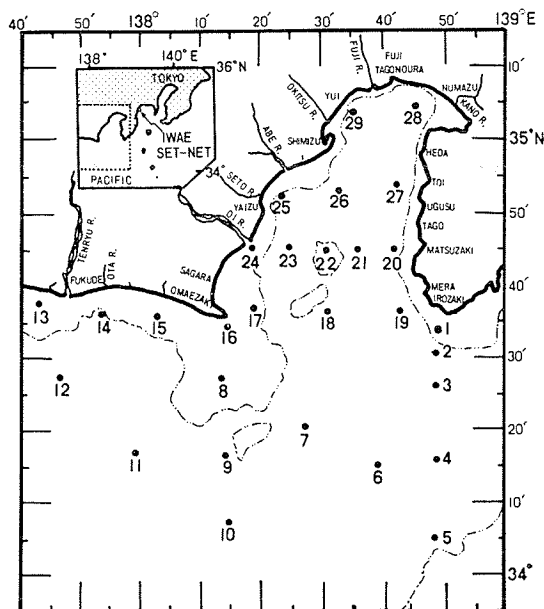 138° 10′ 20′ 30′ 40′ 50′ 139°E
138° 140°E 36°N
TOKYO
IWAE
SET-NET
34°
PACIFIC
FUJI R.
FUJI
TAGONOURA
10′
YUI
NUMAZU
KANO R.
OKITSU R.
29
28
SHIMIZU
35°N
ABE R.
HEDA
SETO R.
TOI
25
26
27
YAIZU
UGUSU
50′
OI R.
TAGO
24 23 22 21 20
MATSUZAKI
TENRYU R.
OTA R.
SAGARA
MERA
40′
FUKUDE
OMAEZAKI
IROZAKI
13 14 15 16 17 18 19 1
2
30′
12
8
3
7
20′
11
9
6
4
10′
10
5
34°